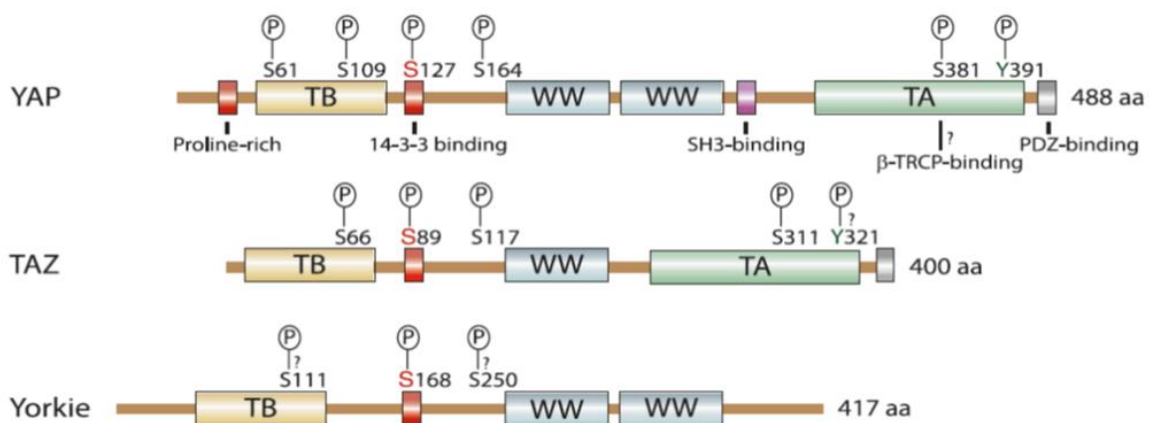 P P P P P P
S61 S109 S127 S164 S381 Y391
YAP TB WW WW TA 488 aa
Proline-rich 14-3-3 binding SH3-binding ? PDZ-binding
β-TRCP-binding
P P P P P
S66 S89 S117 S311 Y321 ?
TAZ TB WW TA 400 aa
P P P
? ?
S111 S168 S250
Yorkie TB WW WW 417 aa